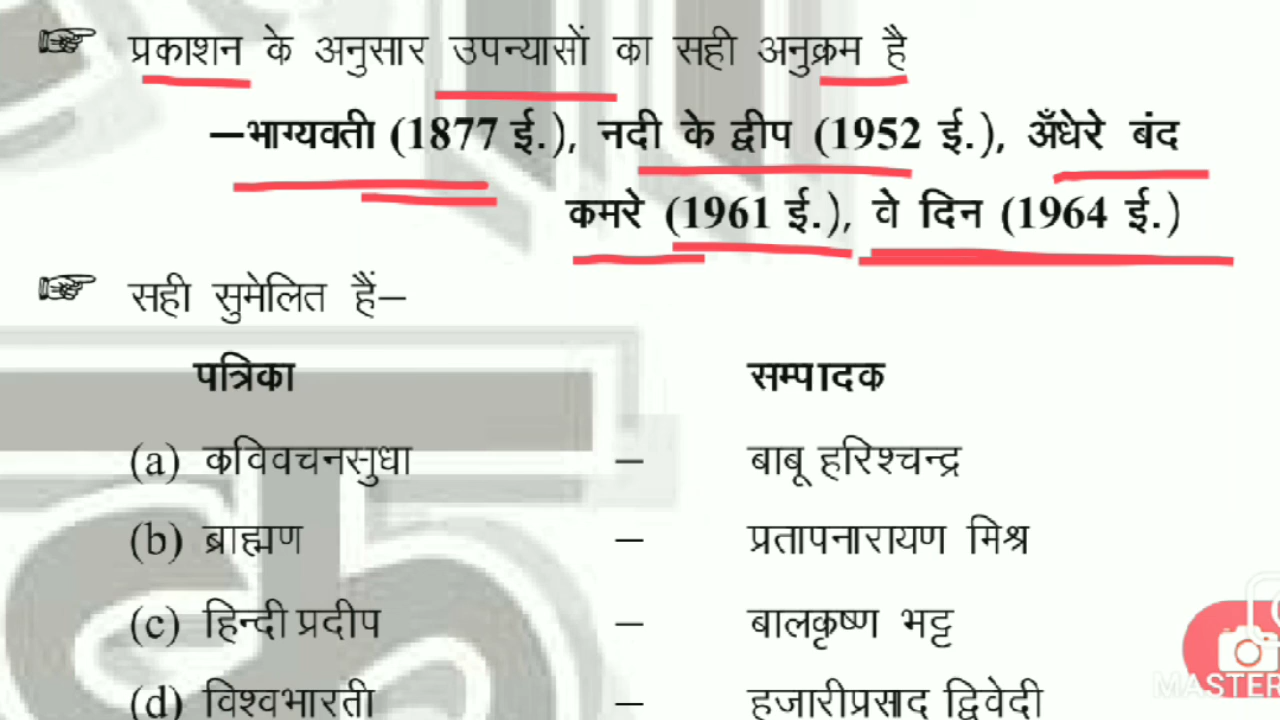 ☞ प्रकाशन के अनुसार उपन्यासों का सही अनुक्रम है
–भाग्यवती (1877 ई.), नदी के द्वीप (1952 ई.), अँधेरे बंद
कमरे (1961 ई.), वे दिन (1964 ई.)
☞ सही सुमेलित हैं–
पत्रिका सम्पादक
(a) कविवचनसुधा – बाबू हरिश्चन्द्र
(b) ब्राह्मण – प्रतापनारायण मिश्र
(c) हिन्दी प्रदीप – बालकृष्ण भट्ट
(d) विश्वभारती – हजारीप्रसाद द्विवेदी
MASTER